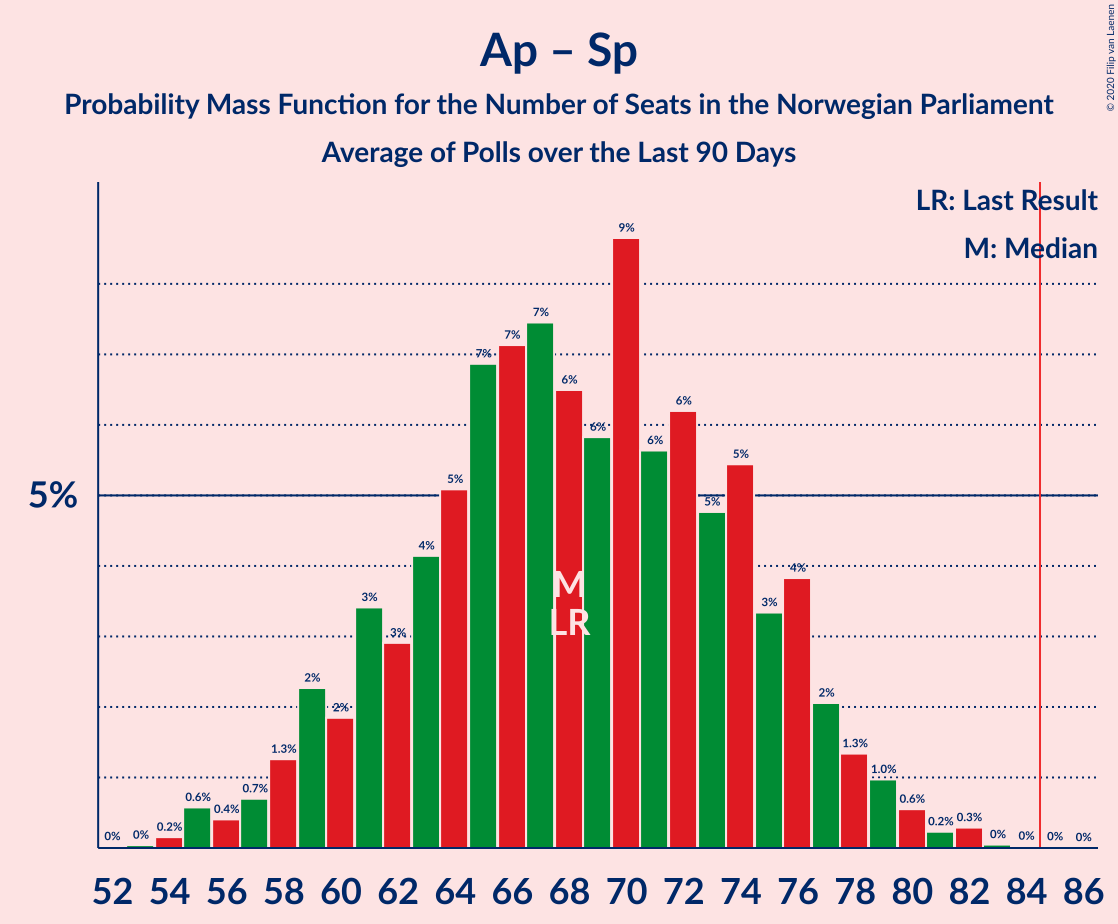 Ap – Sp
Probability Mass Function for the Number of Seats in the Norwegian Parliament
Average of Polls over the Last 90 Days
© 2020 Filip van Laenen
LR: Last Result
M: Median
5%
0% 0% 0.2% 0.6% 0.4% 0.7% 1.3% 2% 2% 3% 3% 4% 5% 7% 7% 7% 6% 6% 9% 6% 6% 5% 5% 3% 4% 2% 1.3% 1.0% 0.6% 0.2% 0.3% 0% 0% 0% 0%
M
LR
52 54 56 58 60 62 64 66 68 70 72 74 76 78 80 82 84 86